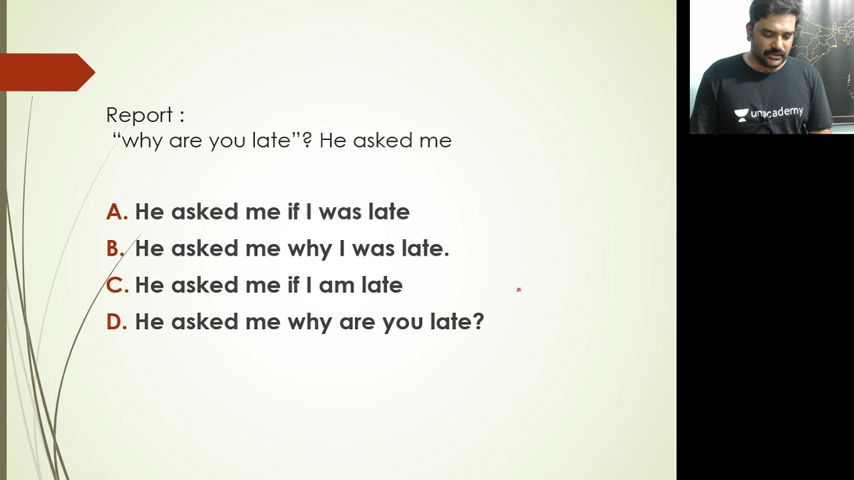 Report :
“why are you late”? He asked me
A. He asked me if I was late
B. He asked me why I was late.
C. He asked me if I am late
D. He asked me why are you late?
unacademy